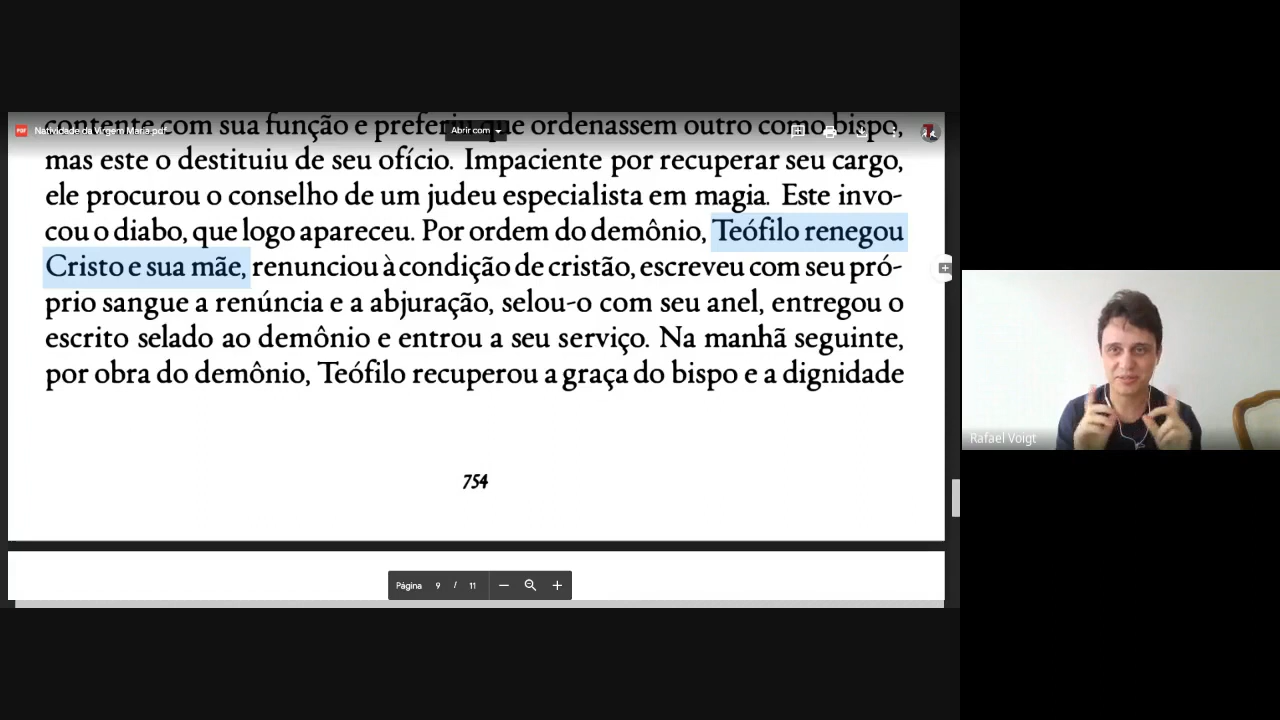 contente com sua função e preferiu que ordenassem outro como bispo,
Natividade da Virgem Maria.pdf
Abrir com
mas este o destituiu de seu ofício. Impaciente por recuperar seu cargo,
ele procurou o conselho de um judeu especialista em magia. Este invo-
cou o diabo, que logo apareceu. Por ordem do demônio, Teófilo renegou
Cristo e sua mãe, renunciou à condição de cristão, escreveu com seu pró-
prio sangue a renúncia e a abjuração, selou-o com seu anel, entregou o
escrito selado ao demônio e entrou a seu serviço. Na manhã seguinte,
por obra do demônio, Teófilo recuperou a graça do bispo e a dignidade
754
Página 9 / 11
Rafael Voigt